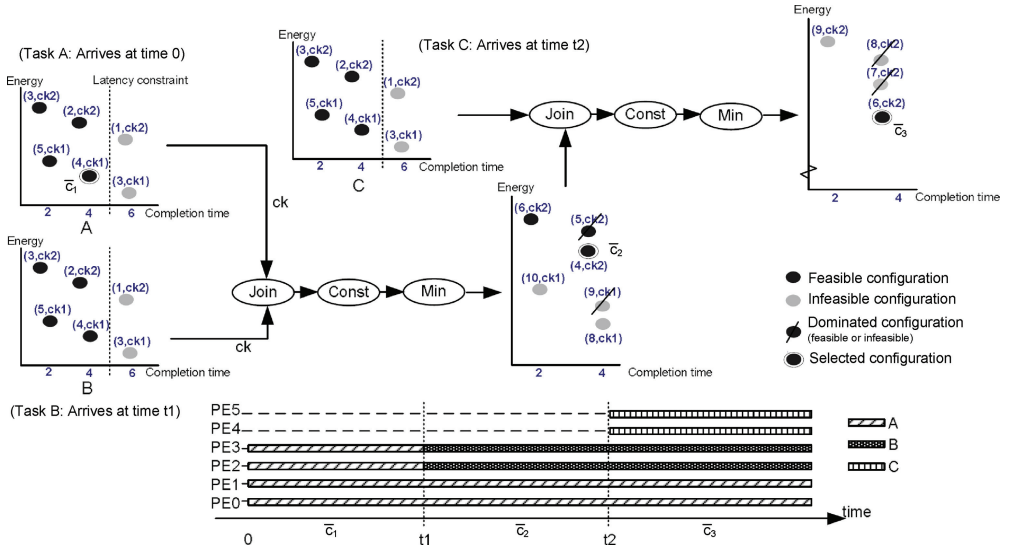 (Task A: Arrives at time 0)
Energy
Latency constraint
(3,ck2)
(2,ck2)
(1,ck2)
(5,ck1)
(4,ck1)
c̅1
(3,ck1)
2 4 6 Completion time
A
(Task C: Arrives at time t2)
Energy
(3,ck2)
(2,ck2)
(1,ck2)
(5,ck1)
(4,ck1)
(3,ck1)
2 4 6 Completion time
C
Join
Const
Min
Energy
(9,ck2)
(8,ck2)
(7,ck2)
(6,ck2)
c̅3
2 4
Completion time
ck
Energy
(3,ck2)
(2,ck2)
(1,ck2)
(5,ck1)
(4,ck1)
(3,ck1)
2 4 6 Completion time
B
ck
Join
Const
Min
Energy
(6,ck2)
(5,ck2)
c̅2
(4,ck2)
(10,ck1)
(9,ck1)
(8,ck1)
2 4
Completion time
Feasible configuration
Infeasible configuration
Dominated configuration
(feasible or infeasible)
Selected configuration
(Task B: Arrives at time t1)
PE5
PE4
PE3
PE2
PE1
PE0
A
B
C
time
c̅1 c̅2 c̅3
0 t1 t2